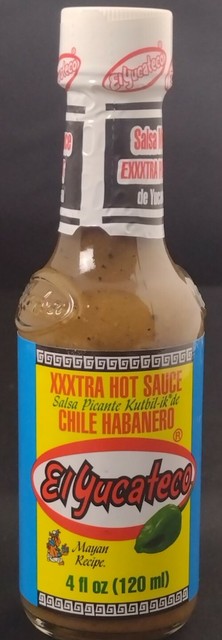 El Yucateco
Salsa
EXXXTRA
de Yuc
XXXTRA HOT SAUCE
Salsa Picante Kutbil-ik® de
CHILE HABANERO
®
El Yucateco
Mayan
Recipe.
4 fl oz (120 ml)